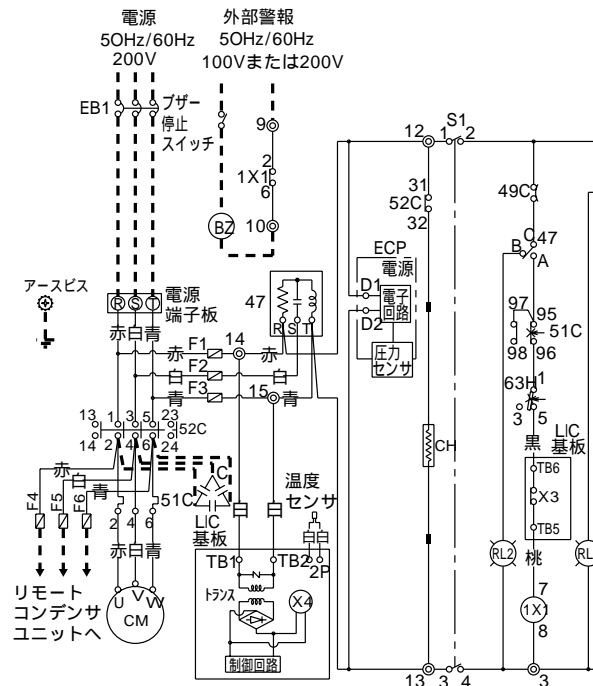 電源
50Hz/60Hz
200V
外部警報
50Hz/60Hz
100Vまたは200V
EB1
ブザー
停止
スイッチ
9
2
1X1
6
BZ
10
アースビス
R S T
電源
端子板
赤白青
47
R S T
F1
赤
14
赤
F2
白
白
F3
青
15
青
13 1 3 5 23
14 2 4 6 24
52C
赤
白
青
F4
F5
F6
51C
2 4 6
赤白青
U V W
CM
リモート
コンデンサ
ユニットへ
C
LIC
基板
白
白
温度
センサ
白白
TB1
TB2
2P
N
トランス
X4
制御回路
ECP
電源
D1
D2
電子
回路
圧力
センサ
12
1
S1
2
31
52C
32
CH
13
3
4
49C
C
47
B
A
97
95
51C
98
96
63H
1
3
5
黒
LIC
基板
TB6
X3
TB5
RL2
桃
7
1X1
8
3
RL